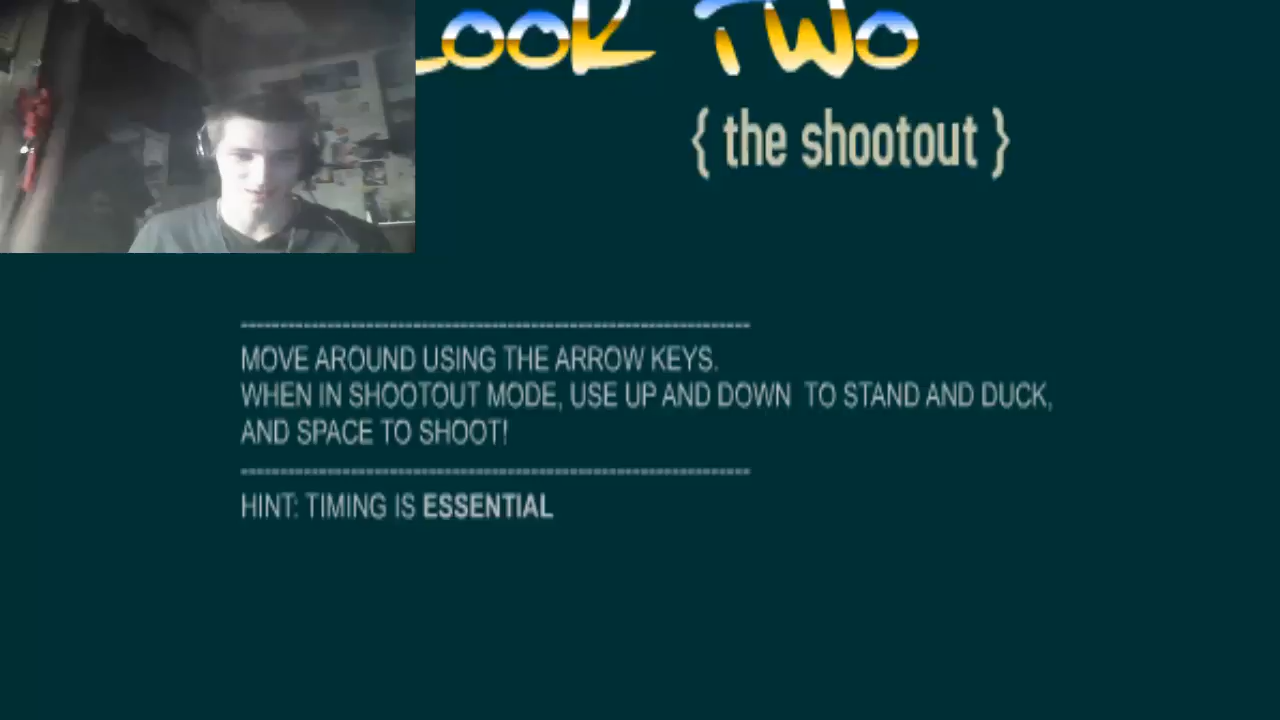 ook Two
{ the shootout }
---------------------------------------------------------------
MOVE AROUND USING THE ARROW KEYS.
WHEN IN SHOOTOUT MODE, USE UP AND DOWN  TO STAND AND DUCK,
AND SPACE TO SHOOT!
---------------------------------------------------------------
HINT: TIMING IS ESSENTIAL